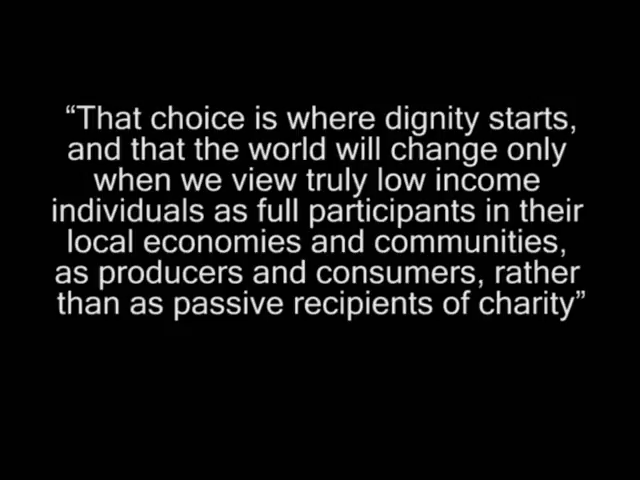 “That choice is where dignity starts,
and that the world will change only
when we view truly low income
individuals as full participants in their
local economies and communities,
as producers and consumers, rather
than as passive recipients of charity”